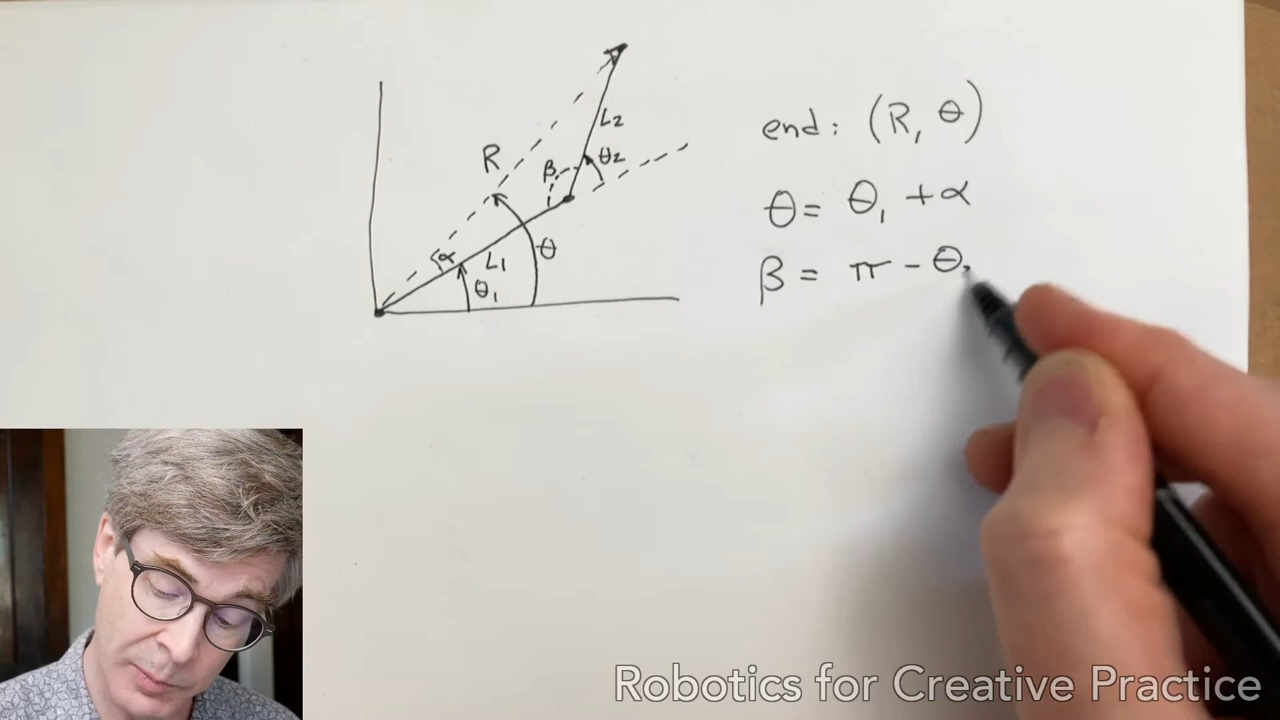 end: (R, θ)
θ = θ₁ + α
β = π - θ₂
R
L₂
β
θ₂
α
L₁
θ
θ₁
Robotics for Creative Practice